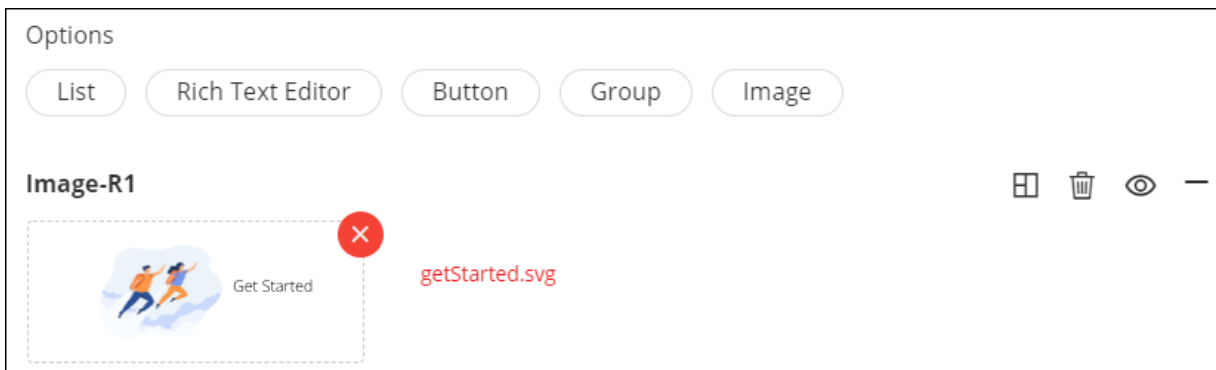 Options
List Rich Text Editor Button Group Image
Image-R1
Get Started
getStarted.svg